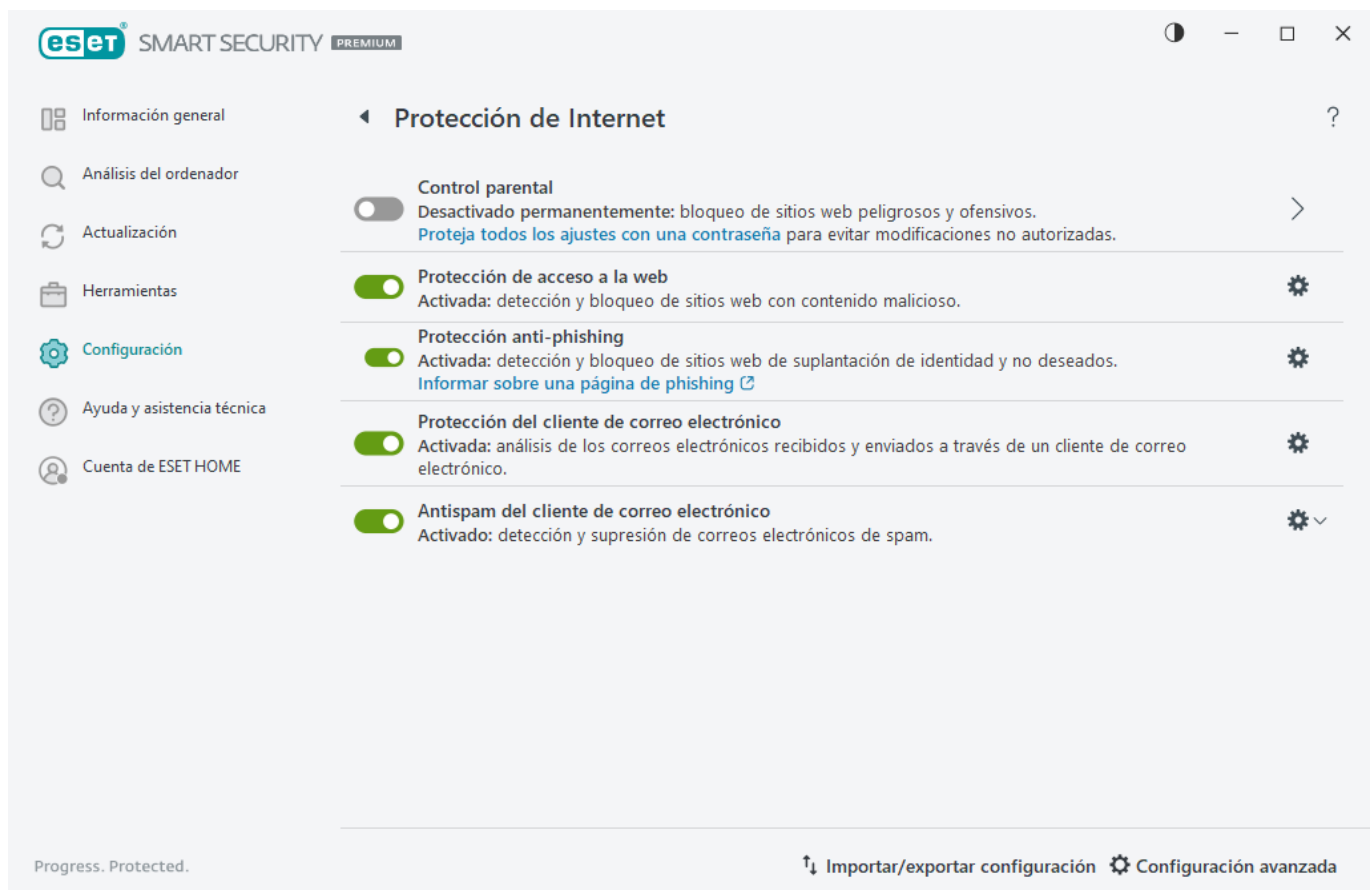 eset® SMART SECURITY PREMIUM
Información general
Análisis del ordenador
Actualización
Herramientas
Configuración
Ayuda y asistencia técnica
Cuenta de ESET HOME
Protección de Internet
?
Control parental
Desactivado permanentemente: bloqueo de sitios web peligrosos y ofensivos.
Proteja todos los ajustes con una contraseña para evitar modificaciones no autorizadas.
Protección de acceso a la web
Activada: detección y bloqueo de sitios web con contenido malicioso.
Protección anti-phishing
Activada: detección y bloqueo de sitios web de suplantación de identidad y no deseados.
Informar sobre una página de phishing
Protección del cliente de correo electrónico
Activada: análisis de los correos electrónicos recibidos y enviados a través de un cliente de correo
electrónico.
Antispam del cliente de correo electrónico
Activado: detección y supresión de correos electrónicos de spam.
Progress. Protected.
Importar/exportar configuración
Configuración avanzada